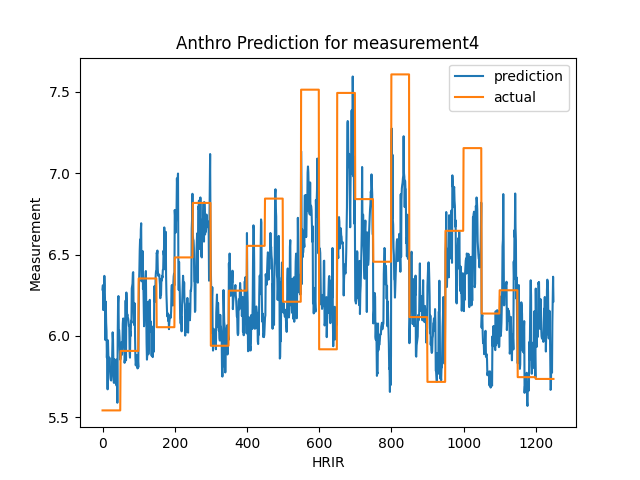 Anthro Prediction for measurement4
prediction
actual
Measurement
7.5
7.0
6.5
6.0
5.5
0 200 400 600 800 1000 1200
HRIR